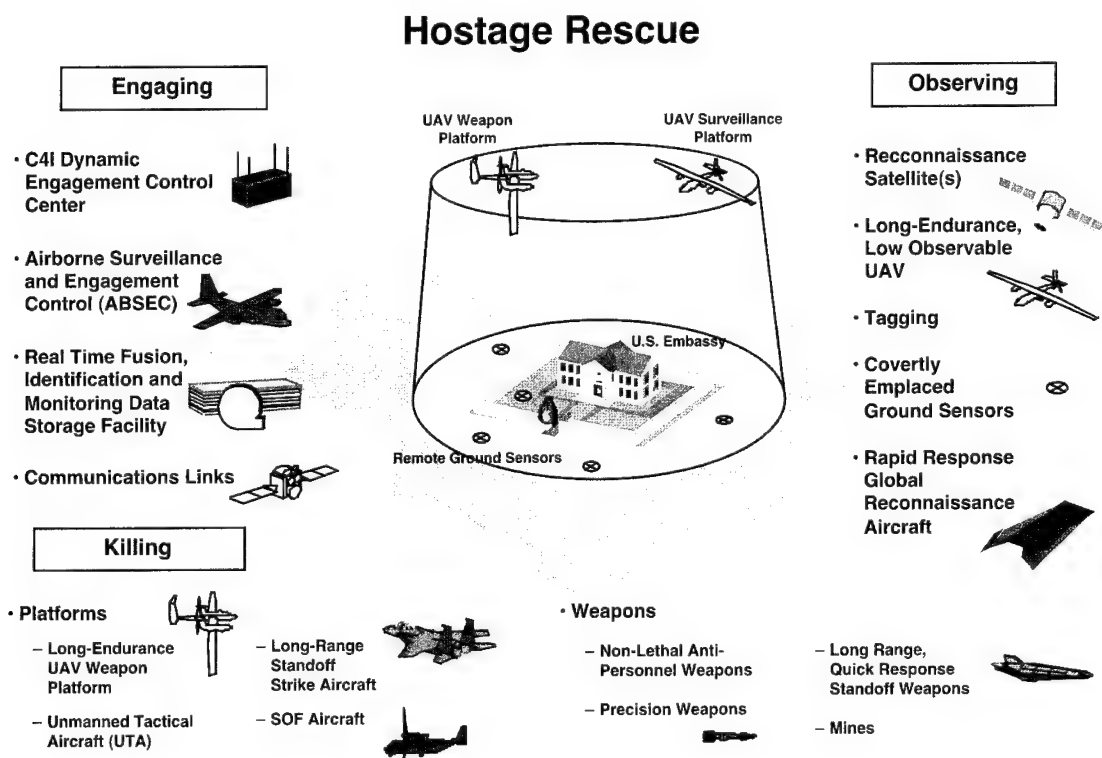 Hostage Rescue
Engaging
• C4I Dynamic
Engagement Control
Center
• Airborne Surveillance
and Engagement
Control (ABSEC)
• Real Time Fusion,
Identification and
Monitoring Data
Storage Facility
• Communications Links
UAV Weapon
Platform
UAV Surveillance
Platform
U.S. Embassy
Remote Ground Sensors
Observing
• Recconnaissance
Satellite(s)
• Long-Endurance,
Low Observable
UAV
• Tagging
• Covertly
Emplaced
Ground Sensors
• Rapid Response
Global
Reconnaissance
Aircraft
Killing
• Platforms
– Long-Endurance
UAV Weapon
Platform
– Unmanned Tactical
Aircraft (UTA)
– Long-Range
Standoff
Strike Aircraft
– SOF Aircraft
• Weapons
– Non-Lethal Anti-
Personnel Weapons
– Precision Weapons
– Long Range,
Quick Response
Standoff Weapons
– Mines